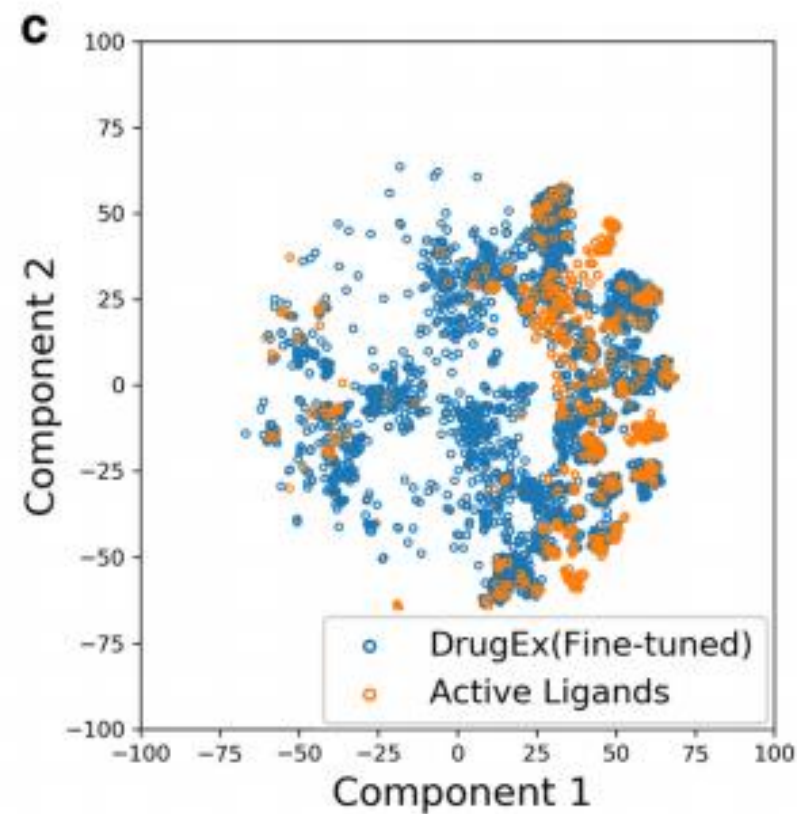 C
100
75
50
25
0
−25
−50
−75
−100
Component 2
DrugEx(Fine-tuned)
Active Ligands
−100 −75 −50 −25 0 25 50 75 100
Component 1